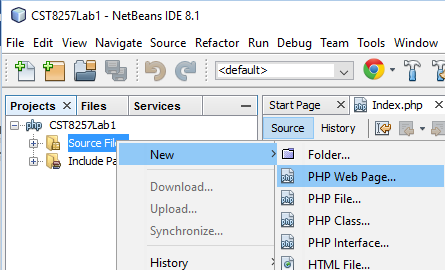 CST8257Lab1 - NetBeans IDE 8.1
File Edit View Navigate Source Refactor Run Debug Team Tools Window
<default>
Projects Files Services
Start Page Index.php
php CST8257Lab1
Source History
Source Fil
Include Pa
New
Download...
Upload...
Synchronize...
History
Folder...
PHP Web Page...
PHP File...
PHP Class...
PHP Interface...
HTML File...